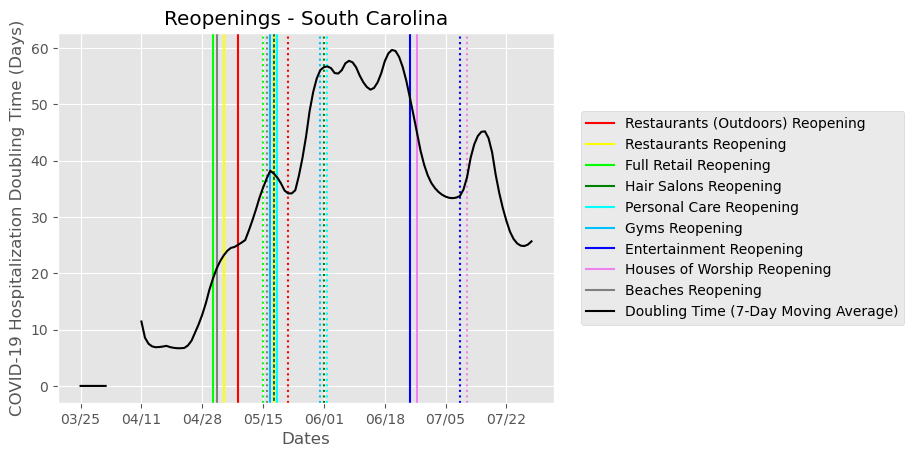 Reopenings - South Carolina
COVID-19 Hospitalization Doubling Time (Days)
60
50
40
30
20
10
0
03/25 04/11 04/28 05/15 06/01 06/18 07/05 07/22
Dates
Restaurants (Outdoors) Reopening
Restaurants Reopening
Full Retail Reopening
Hair Salons Reopening
Personal Care Reopening
Gyms Reopening
Entertainment Reopening
Houses of Worship Reopening
Beaches Reopening
Doubling Time (7-Day Moving Average)